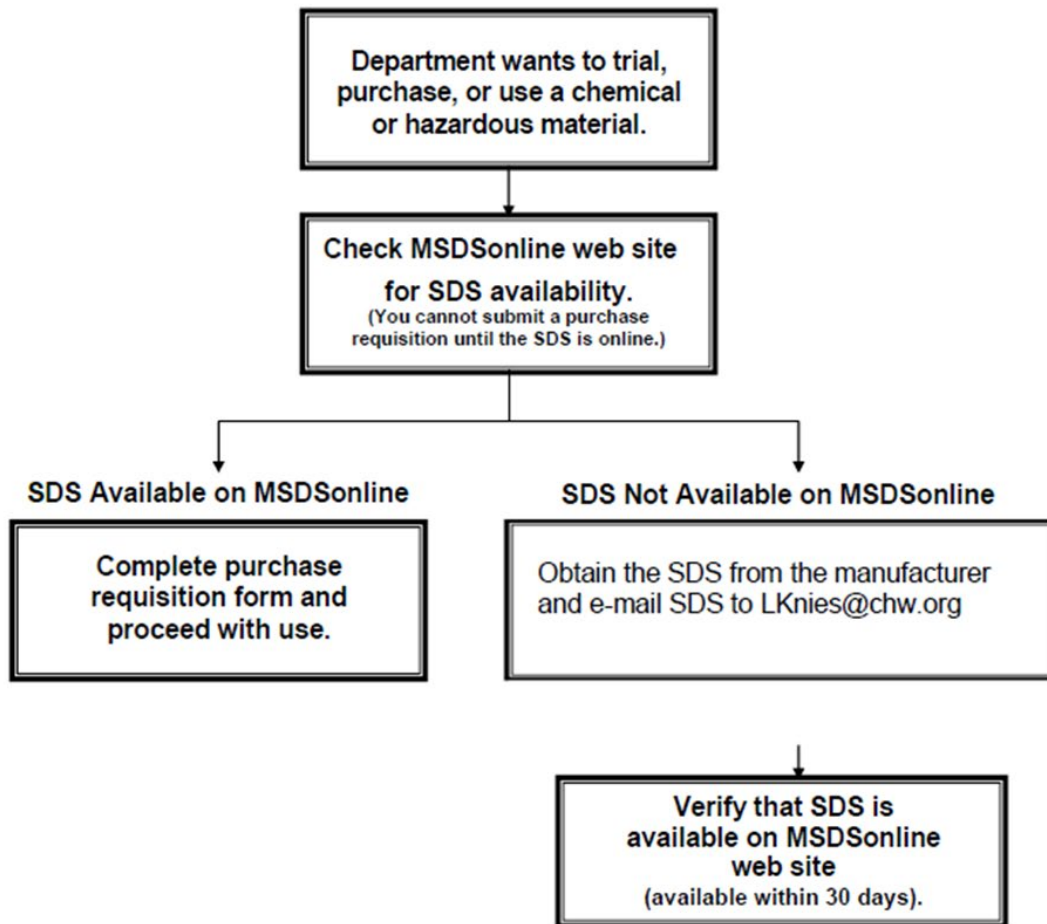 Department wants to trial,
purchase, or use a chemical
or hazardous material.
Check MSDSonline web site
for SDS availability.
(You cannot submit a purchase
requisition until the SDS is online.)
SDS Available on MSDSonline
Complete purchase
requisition form and
proceed with use.
SDS Not Available on MSDSonline
Obtain the SDS from the manufacturer
and e-mail SDS to LKnies@chw.org
Verify that SDS is
available on MSDSonline
web site
(available within 30 days).